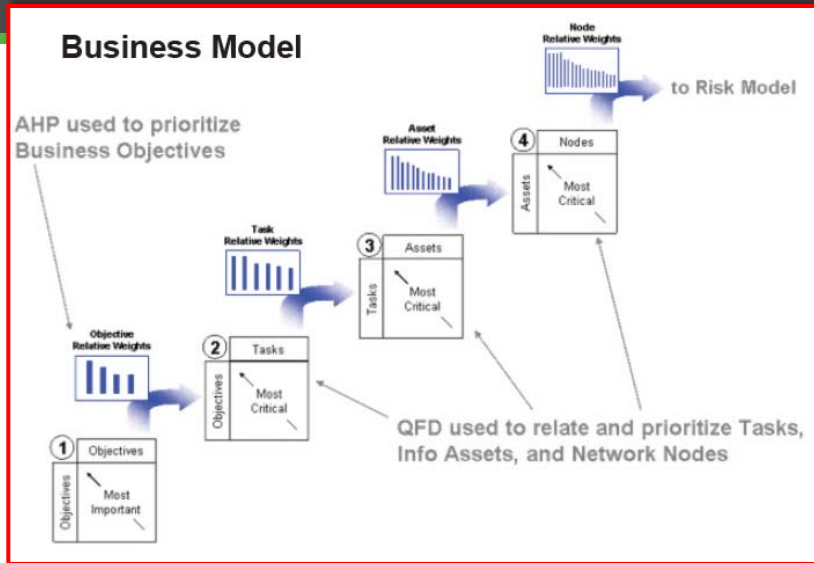 Business Model
AHP used to prioritize
Business Objectives
Node
Relative Weights
to Risk Model
Asset
Relative Weights
4
Nodes
Assets
Most
Critical
Task
Relative Weights
3
Assets
Tasks
Most
Critical
Objective
Relative Weights
2
Tasks
Objectives
Most
Critical
QFD used to relate and prioritize Tasks,
Info Assets, and Network Nodes
1
Objectives
Objectives
Most
Important